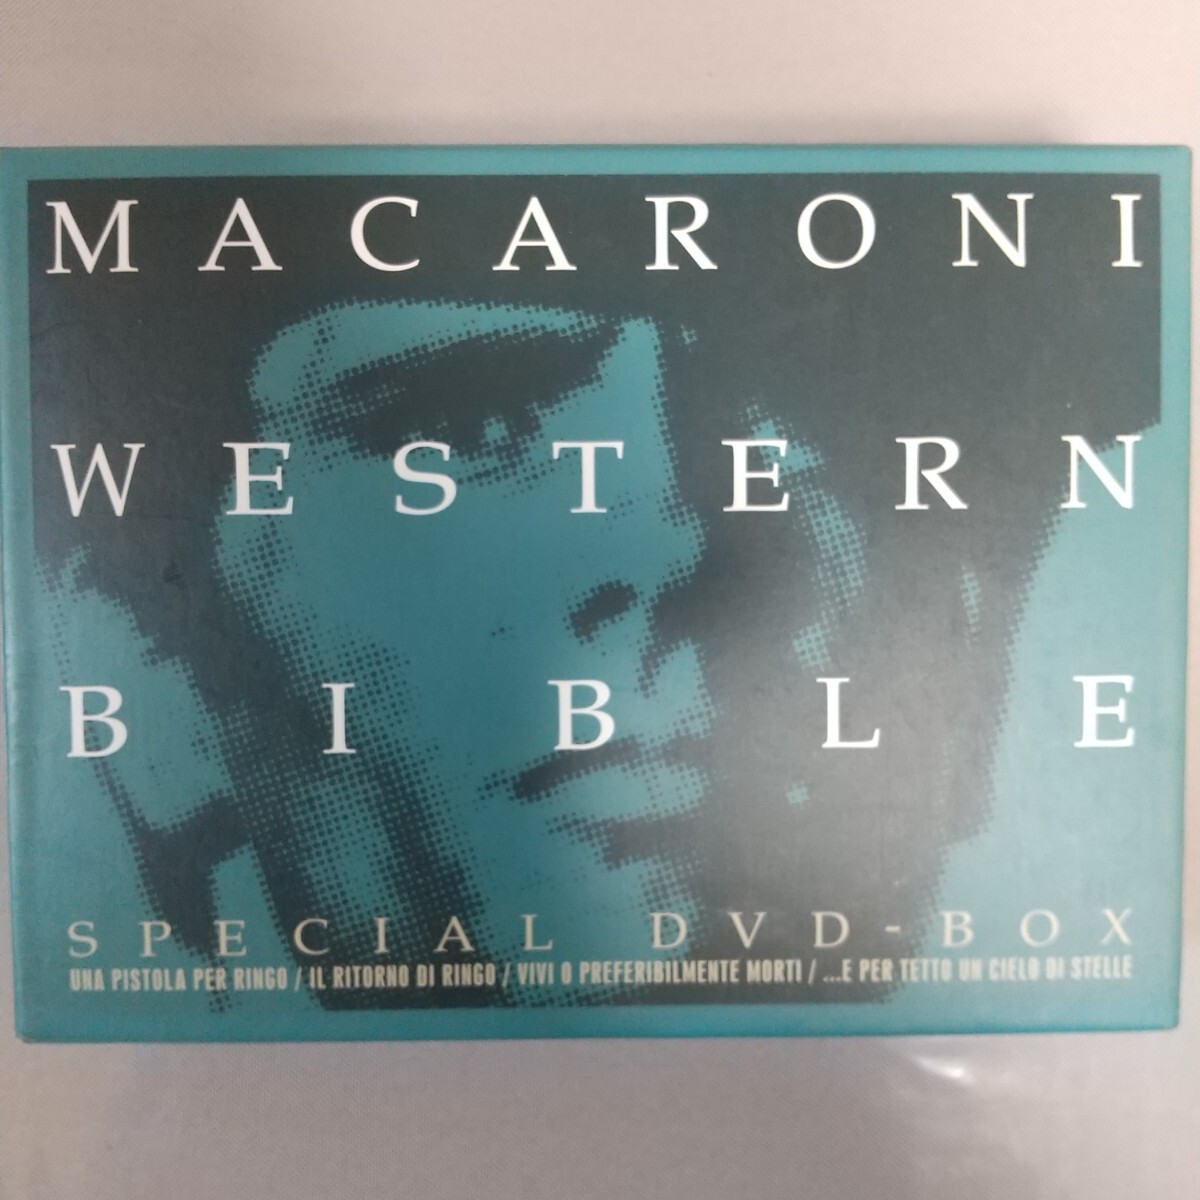 MACARONI
WESTERN
BIBLE
SPECIAL DVD-BOX
UNA PISTOLA PER RINGO / IL RITORNO DI RINGO / VIVI O PREFERIBILMENTE MORTI / ...E PER TETTO UN CIELO DI STELLE